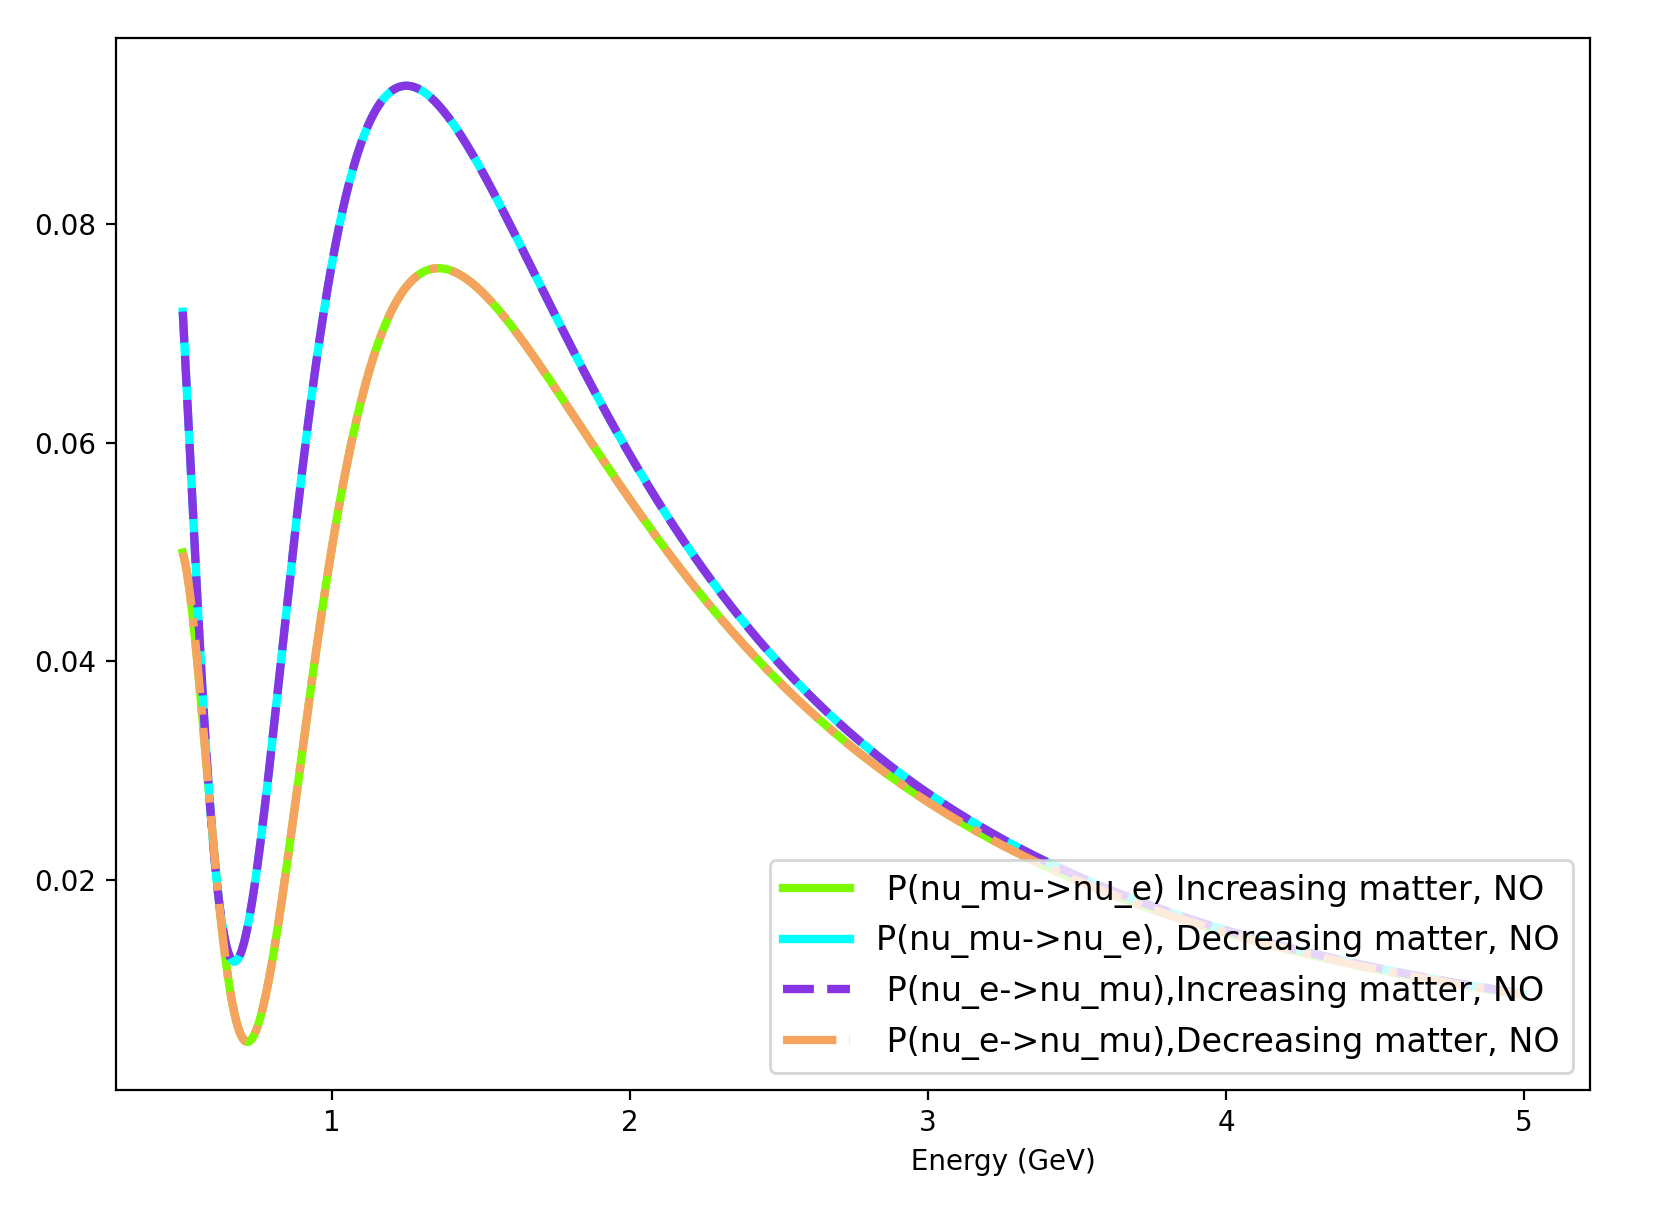 0.08
0.06
0.04
0.02
P(nu_mu->nu_e) Increasing matter, NO
P(nu_mu->nu_e), Decreasing matter, NO
P(nu_e->nu_mu),Increasing matter, NO
P(nu_e->nu_mu),Decreasing matter, NO
1 2 3 4 5
Energy (GeV)